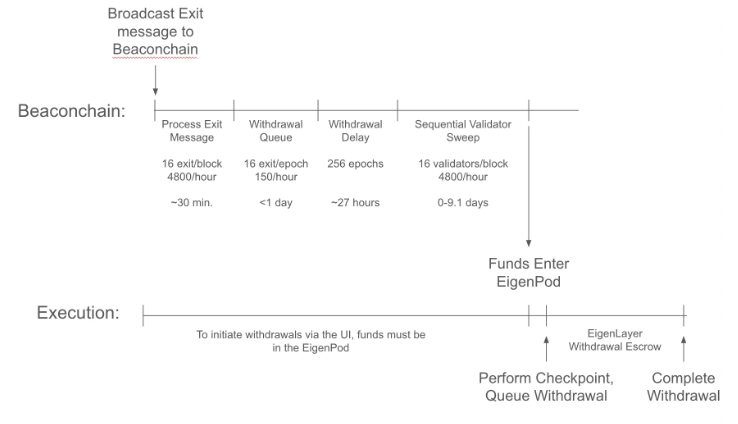 Broadcast Exit
message to
Beaconchain
Beaconchain:
Process Exit
Message
16 exit/block
4800/hour
~30 min.
Withdrawal
Queue
16 exit/epoch
150/hour
<1 day
Withdrawal
Delay
256 epochs
~27 hours
Sequential Validator
Sweep
16 validators/block
4800/hour
0-9.1 days
Funds Enter
EigenPod
Execution:
To initiate withdrawals via the UI, funds must be
in the EigenPod
EigenLayer
Withdrawal Escrow
Perform Checkpoint,
Queue Withdrawal
Complete
Withdrawal